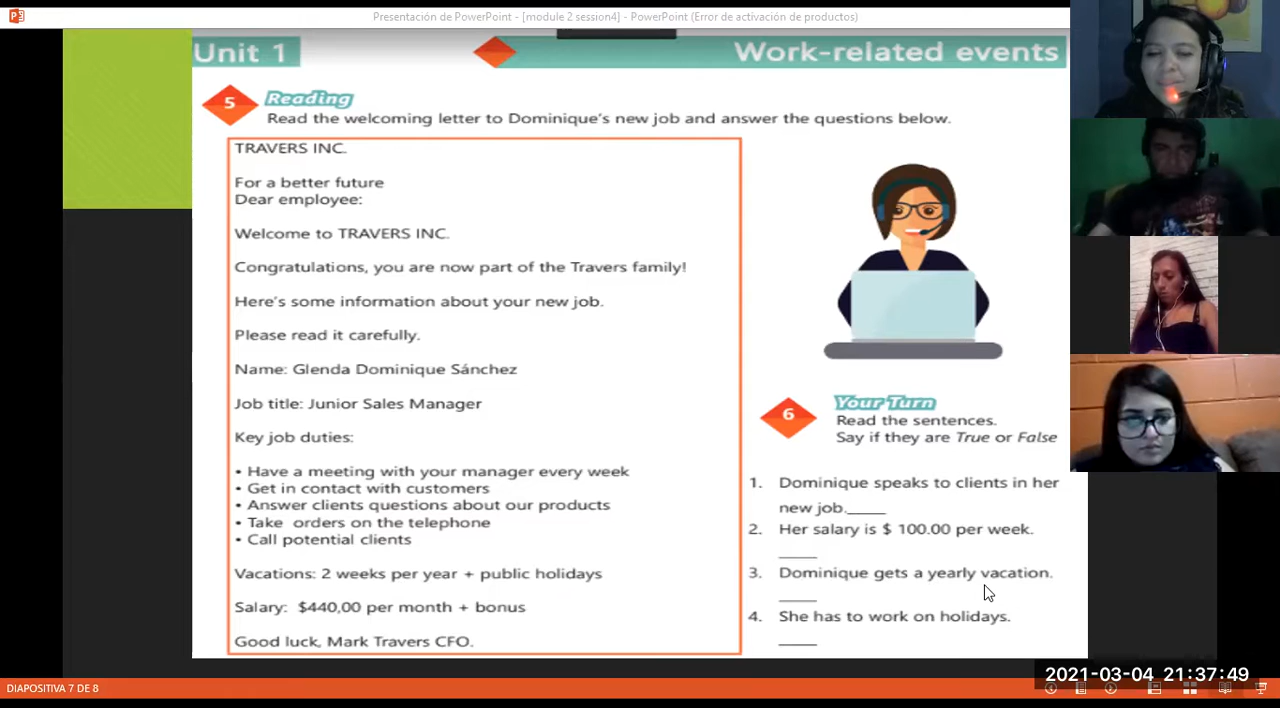 Presentación de PowerPoint - [module 2 session4] - PowerPoint (Error de activación de productos)
Unit 1
Work-related events
5
Reading
Read the welcoming letter to Dominique's new job and answer the questions below.
TRAVERS INC.
For a better future
Dear employee:
Welcome to TRAVERS INC.
Congratulations, you are now part of the Travers family!
Here's some information about your new job.
Please read it carefully.
Name: Glenda Dominique Sánchez
Job title: Junior Sales Manager
Key job duties:
• Have a meeting with your manager every week
• Get in contact with customers
• Answer clients questions about our products
• Take orders on the telephone
• Call potential clients
Vacations: 2 weeks per year + public holidays
Salary: $440,00 per month + bonus
Good luck, Mark Travers CFO.
6
Your Turn
Read the sentences.
Say if they are True or False
1. Dominique speaks to clients in her
new job._____
2. Her salary is $ 100.00 per week.
_____
3. Dominique gets a yearly vacation.
_____
4. She has to work on holidays.
_____
2021-03-04 21:37:49
DIAPOSITIVA 7 DE 8